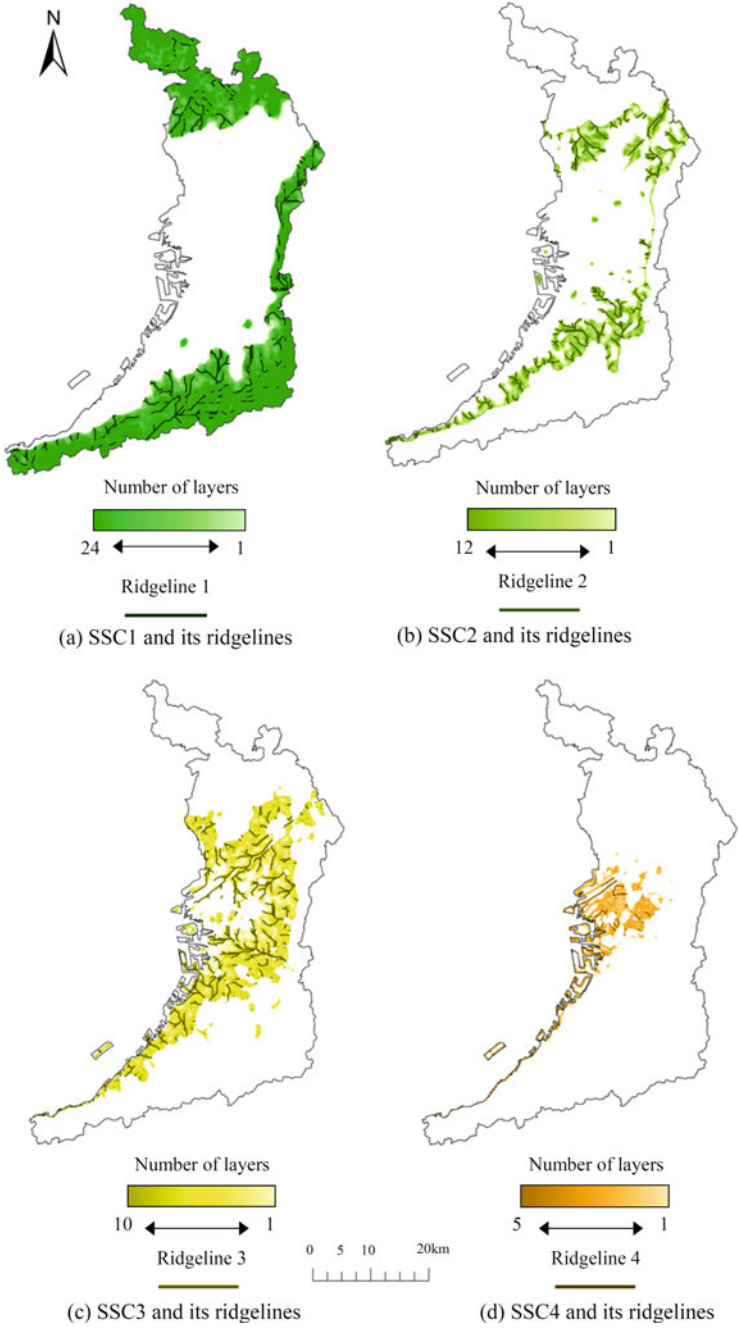 N
Number of layers
24 1
Ridgeline 1
(a) SSC1 and its ridgelines
Number of layers
12 1
Ridgeline 2
(b) SSC2 and its ridgelines
Number of layers
10 1
Ridgeline 3
(c) SSC3 and its ridgelines
0 5 10 20km
Number of layers
5 1
Ridgeline 4
(d) SSC4 and its ridgelines